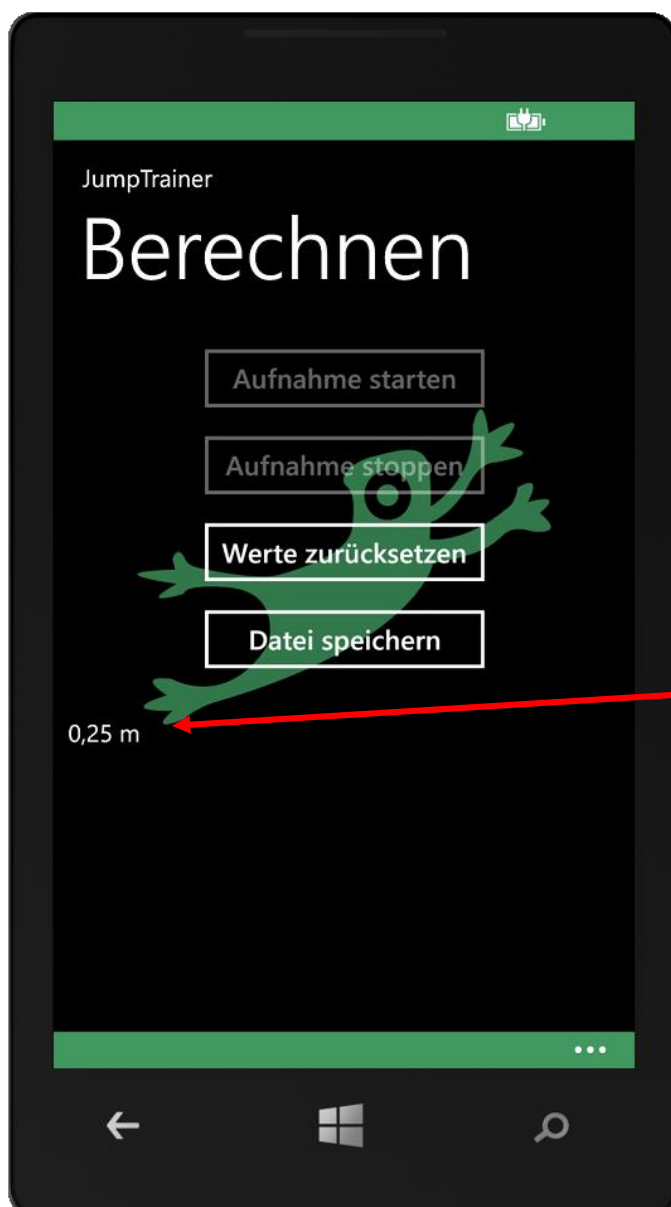 JumpTrainer
Berechnen
Aufnahme starten
Aufnahme stoppen
Werte zurücksetzen
Datei speichern
0,25 m